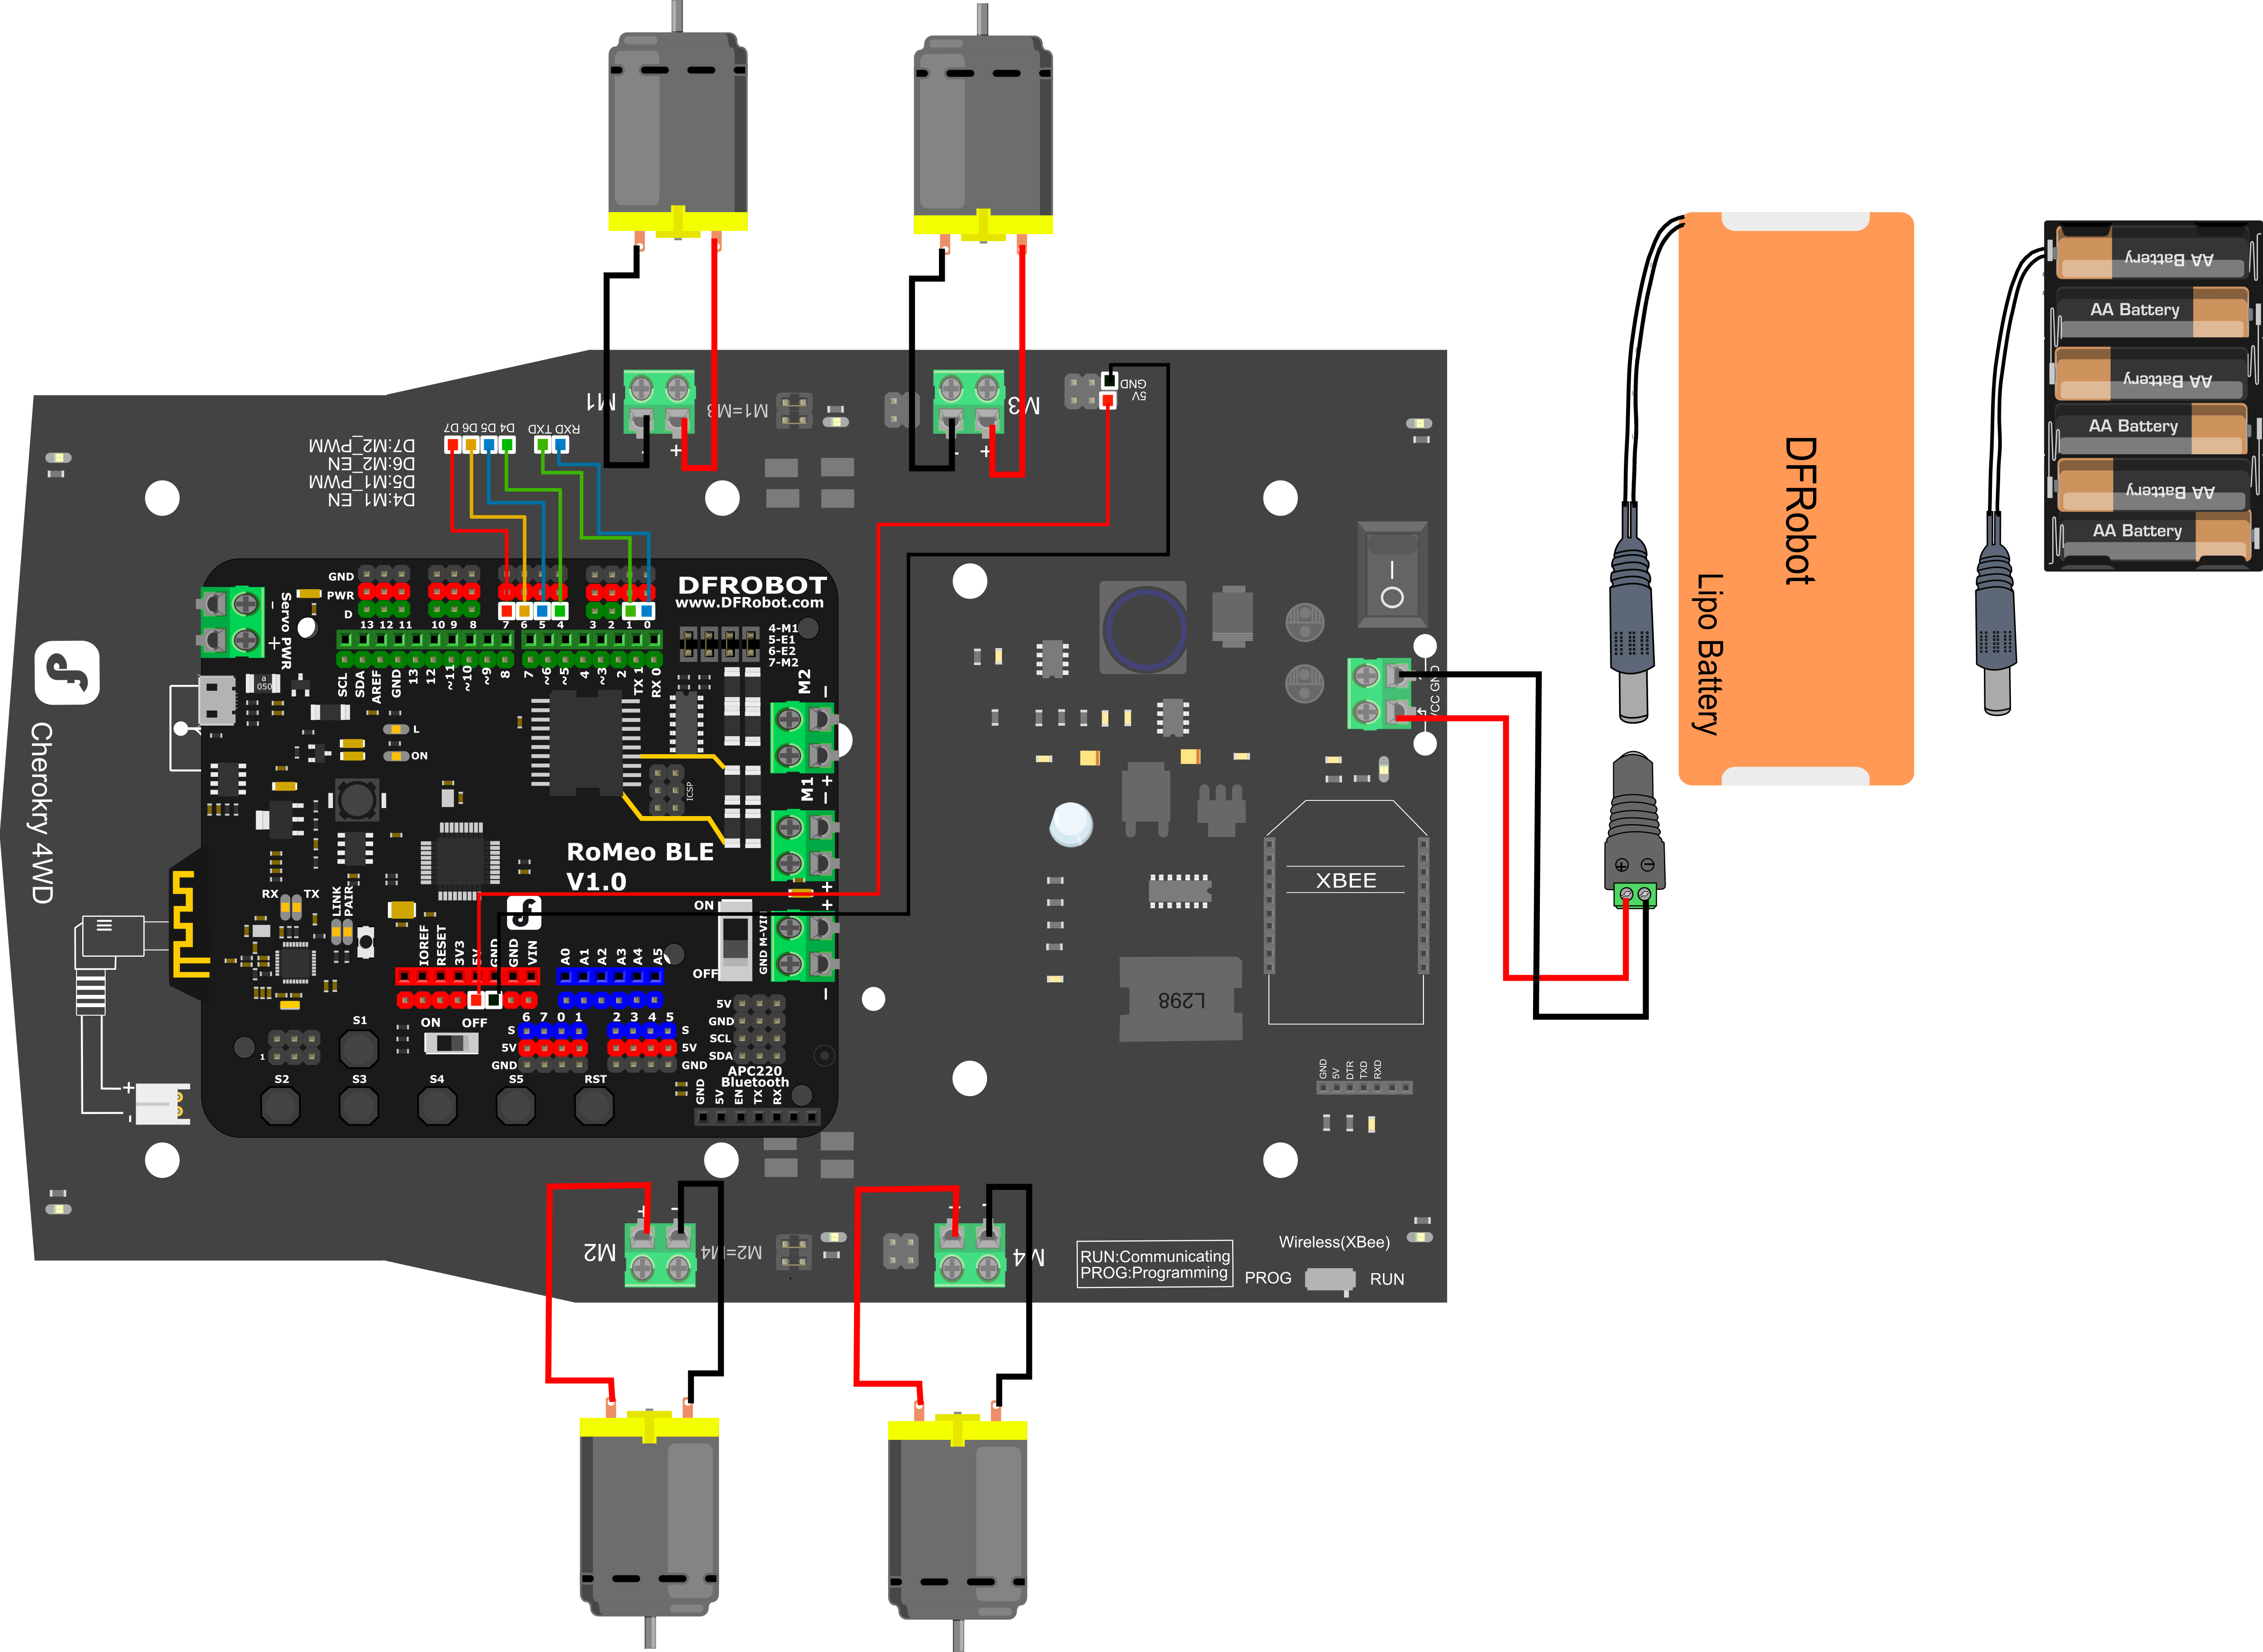 AA Battery
AA Battery
AA Battery
AA Battery
AA Battery
AA Battery
DFRobot
Lipo Battery
M1
M1=M3
M3
GND
5V
+
-
+
-
D7 D6 D5 D4
TXD RXD
D7:M2_PWM
D6:M2_EN
D5:M1_PWM
D4:M1_EN
Cherokry 4WD
GND
PWR
D
13 12 11
10 9 8
7 6 5 4
3 2 1 0
DFROBOT
www.DFRobot.com
4-M1
5-E1
6-E2
7-M2
Servo PWR
-
+
SCL
SDA
AREF
GND
13
12
~11
~10
~9
8
7
~6
~5
4
~3
2
TX 1
RX 0
a
050
L
ON
ICSP
M2
-
+
M1
-
+
RoMeo BLE
V1.0
RX TX
LINK
PAIR
IOREF
RESET
3V3
5V
GND
GND
VIN
A0
A1
A2
A3
A4
A5
ON
OFF
GND M-VIN
+
-
ON OFF
6 7 0 1
2 3 4 5
S
5V
GND
S
5V
GND
5V
GND
SCL
SDA
APC220
Bluetooth
GND
5V
EN
TX
RX
1
S1
S2
S3
S4
S5
RST
+
-
VCC GND
XBEE
L298
GND
5V
DTR
TXD
RXD
+
-
M2
M2=M4
M4
RUN:Communicating
PROG:Programming
Wireless(XBee)
PROG
RUN